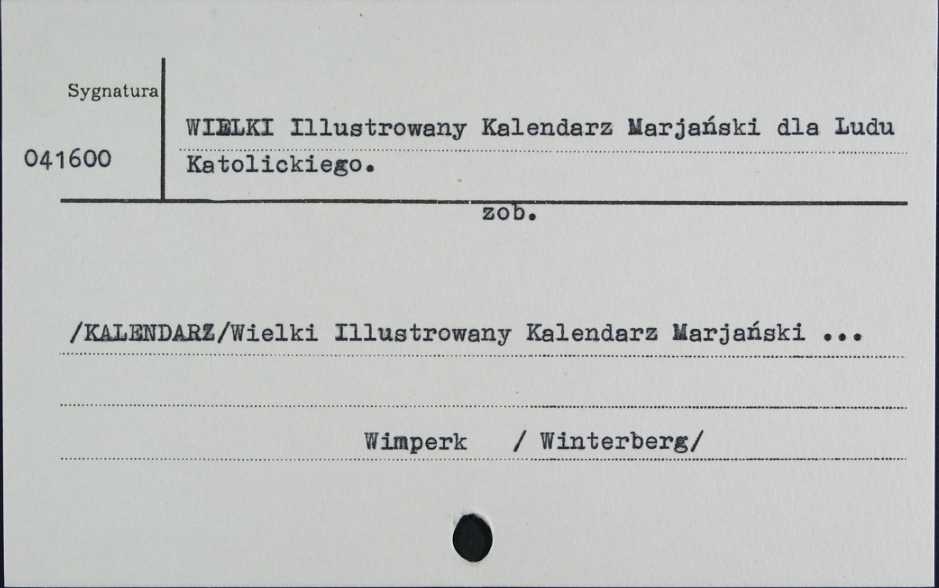 Sygnatura
WIELKI Illustrowany Kalendarz Marjański dla Ludu
041600
Katolickiego.
zob.
/KALENDARZ/Wielki Illustrowany Kalendarz Marjański ...
Wimperk / Winterberg/